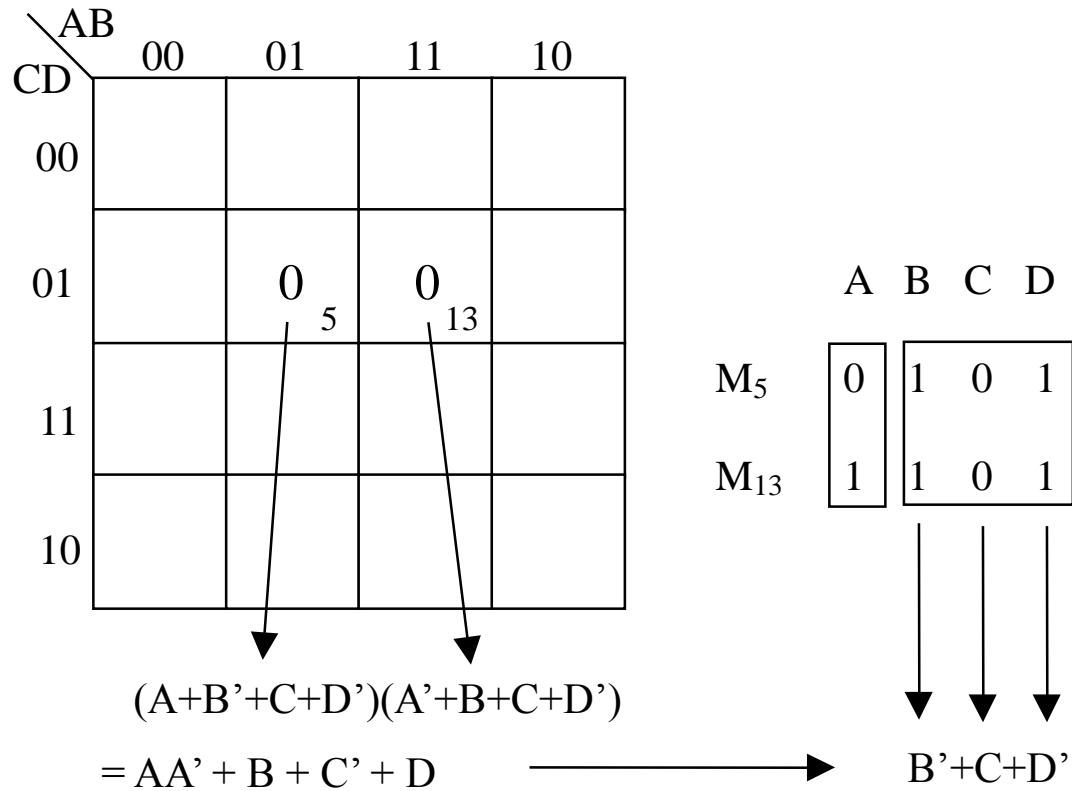 AB
00 01 11 10
CD
00
01 0 5 0 13
A B C D
M5 0 1 0 1
11
M13 1 1 0 1
10
(A+B’+C+D’)(A’+B+C+D’)
= AA’ + B + C’ + D
B’+C+D’